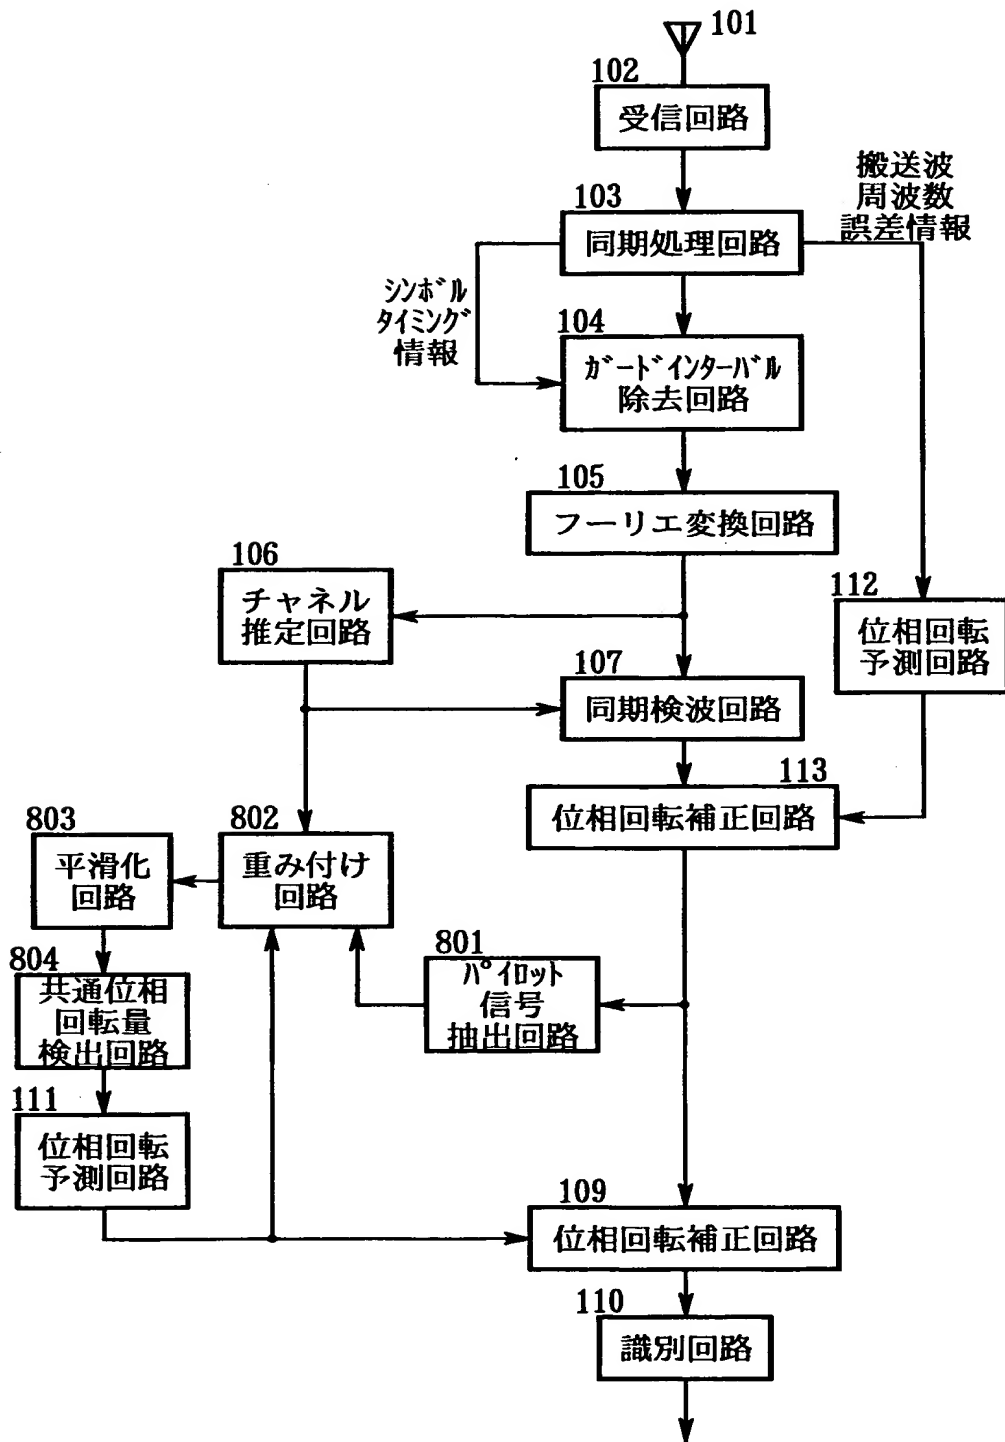 101
102
受信回路
搬送波
周波数
誤差情報
103
同期処理回路
シンボル
タイミング
情報
104
ガードインターバル
除去回路
105
フーリエ変換回路
106
チャネル
推定回路
112
位相回転
予測回路
107
同期検波回路
113
位相回転補正回路
803
平滑化
回路
802
重み付け
回路
801
パイロット
信号
抽出回路
804
共通位相
回転量
検出回路
111
位相回転
予測回路
109
位相回転補正回路
110
識別回路